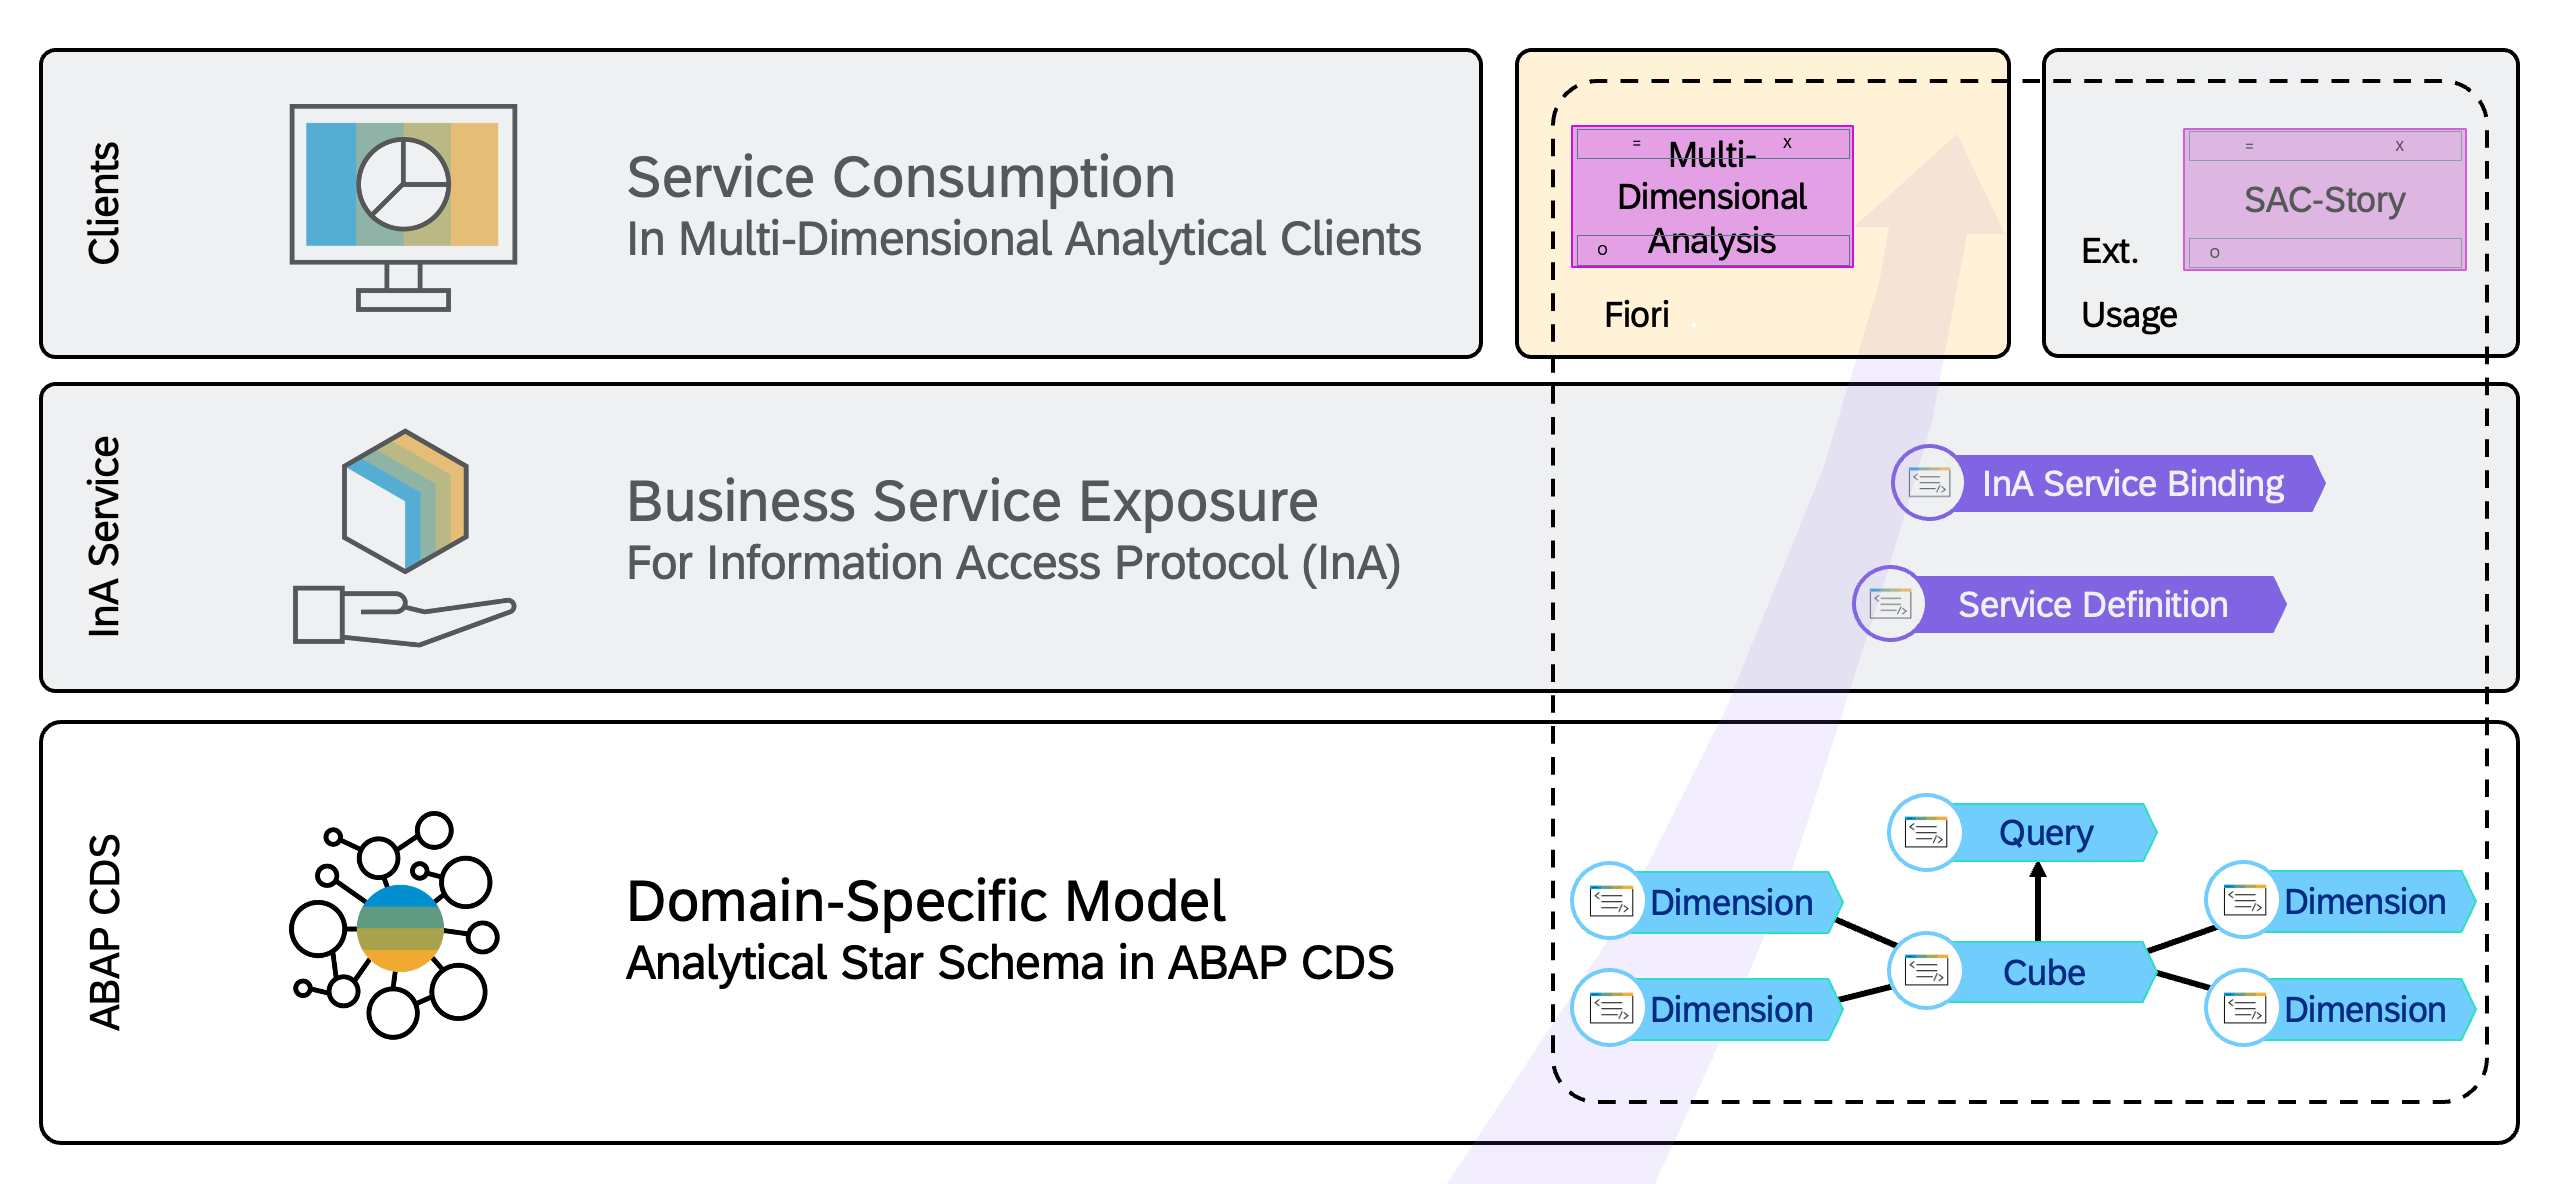 Clients
Service Consumption
In Multi-Dimensional Analytical Clients
= x
Multi-
Dimensional
Analysis
o
Fiori
= x
SAC-Story
o
Ext.
Usage
InA Service
Business Service Exposure
For Information Access Protocol (InA)
InA Service Binding
Service Definition
ABAP CDS
Domain-Specific Model
Analytical Star Schema in ABAP CDS
Query
Dimension
Dimension
Cube
Dimension
Dimension